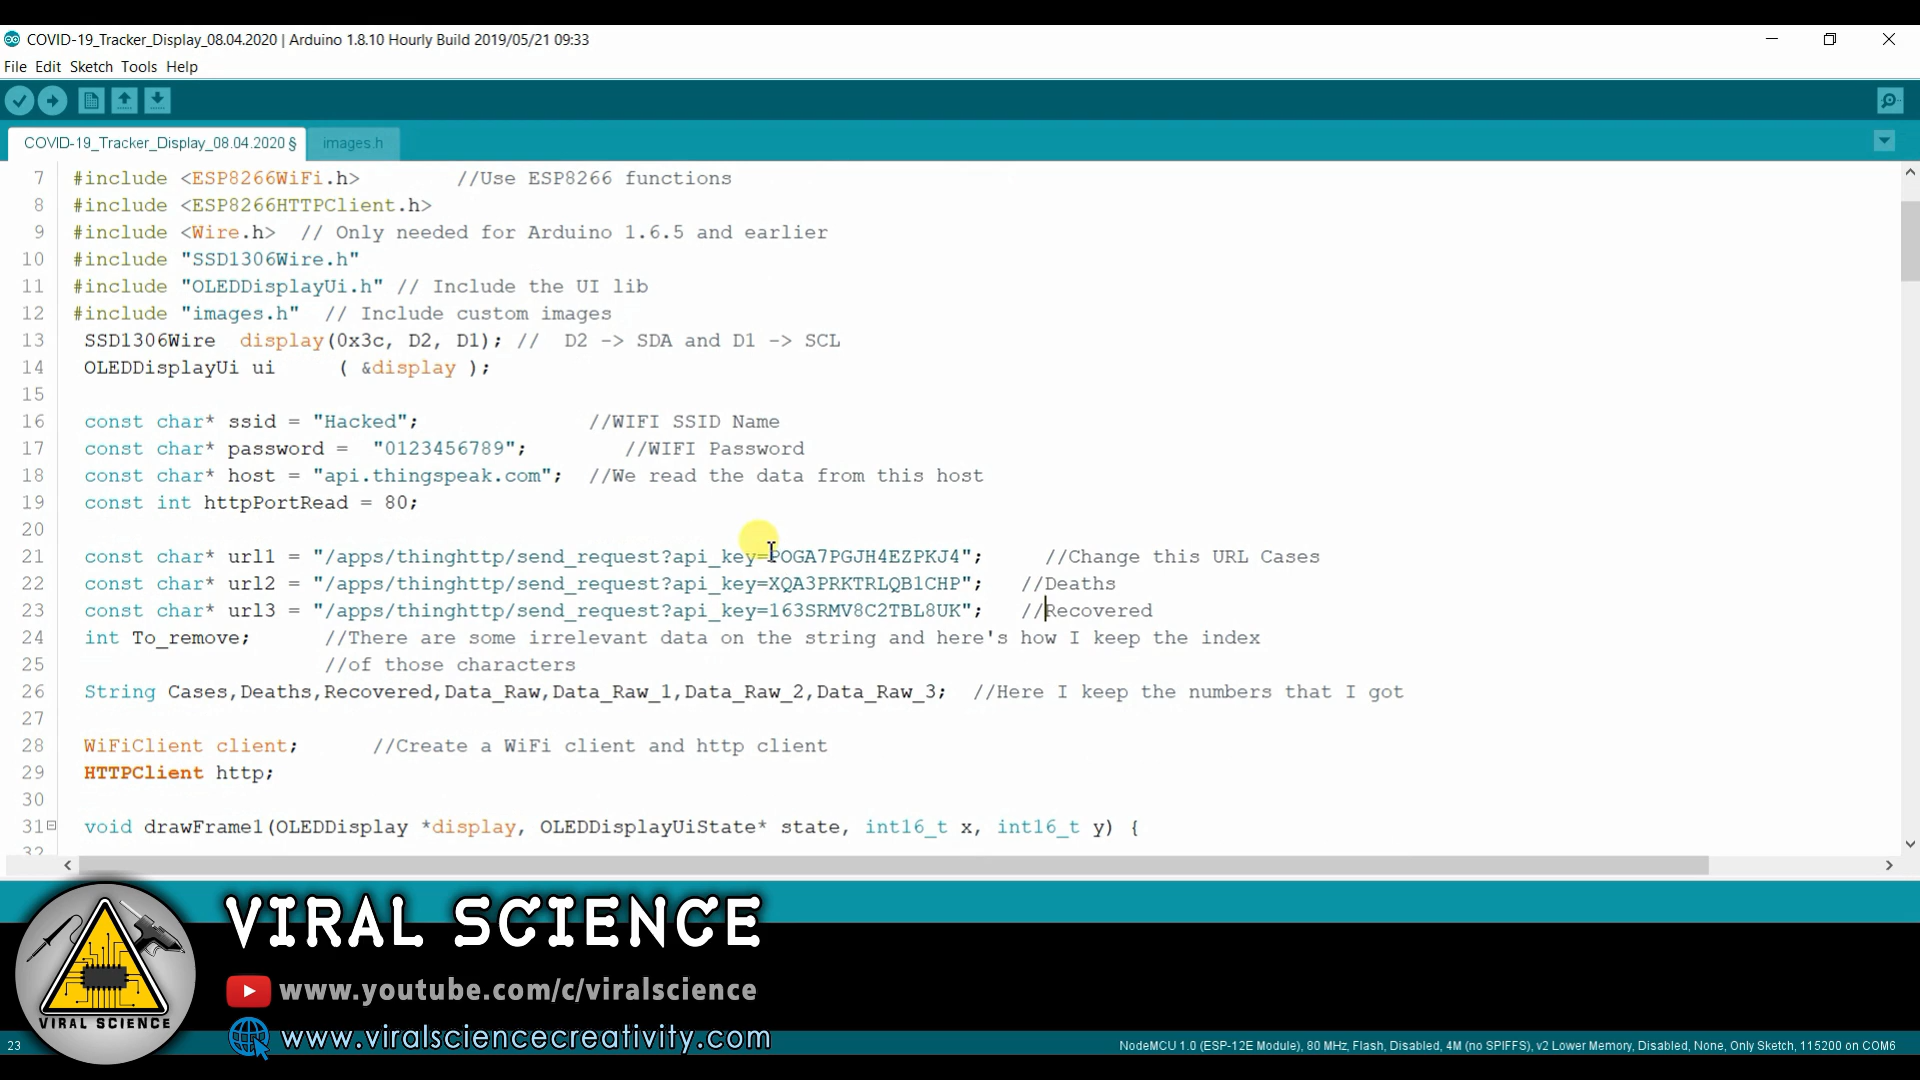 COVID-19_Tracker_Display_08.04.2020 | Arduino 1.8.10 Hourly Build 2019/05/21 09:33
File Edit Sketch Tools Help
COVID-19_Tracker_Display_08.04.2020 § images.h
7 #include <ESP8266WiFi.h> //Use ESP8266 functions
8 #include <ESP8266HTTPClient.h>
9 #include <Wire.h> // Only needed for Arduino 1.6.5 and earlier
10 #include "SSD1306Wire.h"
11 #include "OLEDDisplayUi.h" // Include the UI lib
12 #include "images.h" // Include custom images
13 SSD1306Wire display(0x3c, D2, D1); // D2 -> SDA and D1 -> SCL
14 OLEDDisplayUi ui ( &display );
15
16 const char* ssid = "Hacked"; //WIFI SSID Name
17 const char* password = "0123456789"; //WIFI Password
18 const char* host = "api.thingspeak.com"; //We read the data from this host
19 const int httpPortRead = 80;
20
21 const char* url1 = "/apps/thinghttp/send_request?api_key=POGA7PGJH4EZPKJ4"; //Change this URL Cases
22 const char* url2 = "/apps/thinghttp/send_request?api_key=XQA3PRKTRLQB1CHP"; //Deaths
23 const char* url3 = "/apps/thinghttp/send_request?api_key=163SRMV8C2TBL8UK"; //Recovered
24 int To_remove; //There are some irrelevant data on the string and here's how I keep the index
25 //of those characters
26 String Cases,Deaths,Recovered,Data_Raw,Data_Raw_1,Data_Raw_2,Data_Raw_3; //Here I keep the numbers that I got
27
28 WiFiClient client; //Create a WiFi client and http client
29 HTTPClient http;
30
31 void drawFrame1(OLEDDisplay *display, OLEDDisplayUiState* state, int16_t x, int16_t y) {
32
VIRAL SCIENCE
VIRAL SCIENCE
www.youtube.com/c/viralscience
www.viralsciencecreativity.com
23 NodeMCU 1.0 (ESP-12E Module), 80 MHz, Flash, Disabled, 4M (no SPIFFS), v2 Lower Memory, Disabled, None, Only Sketch, 115200 on COM6